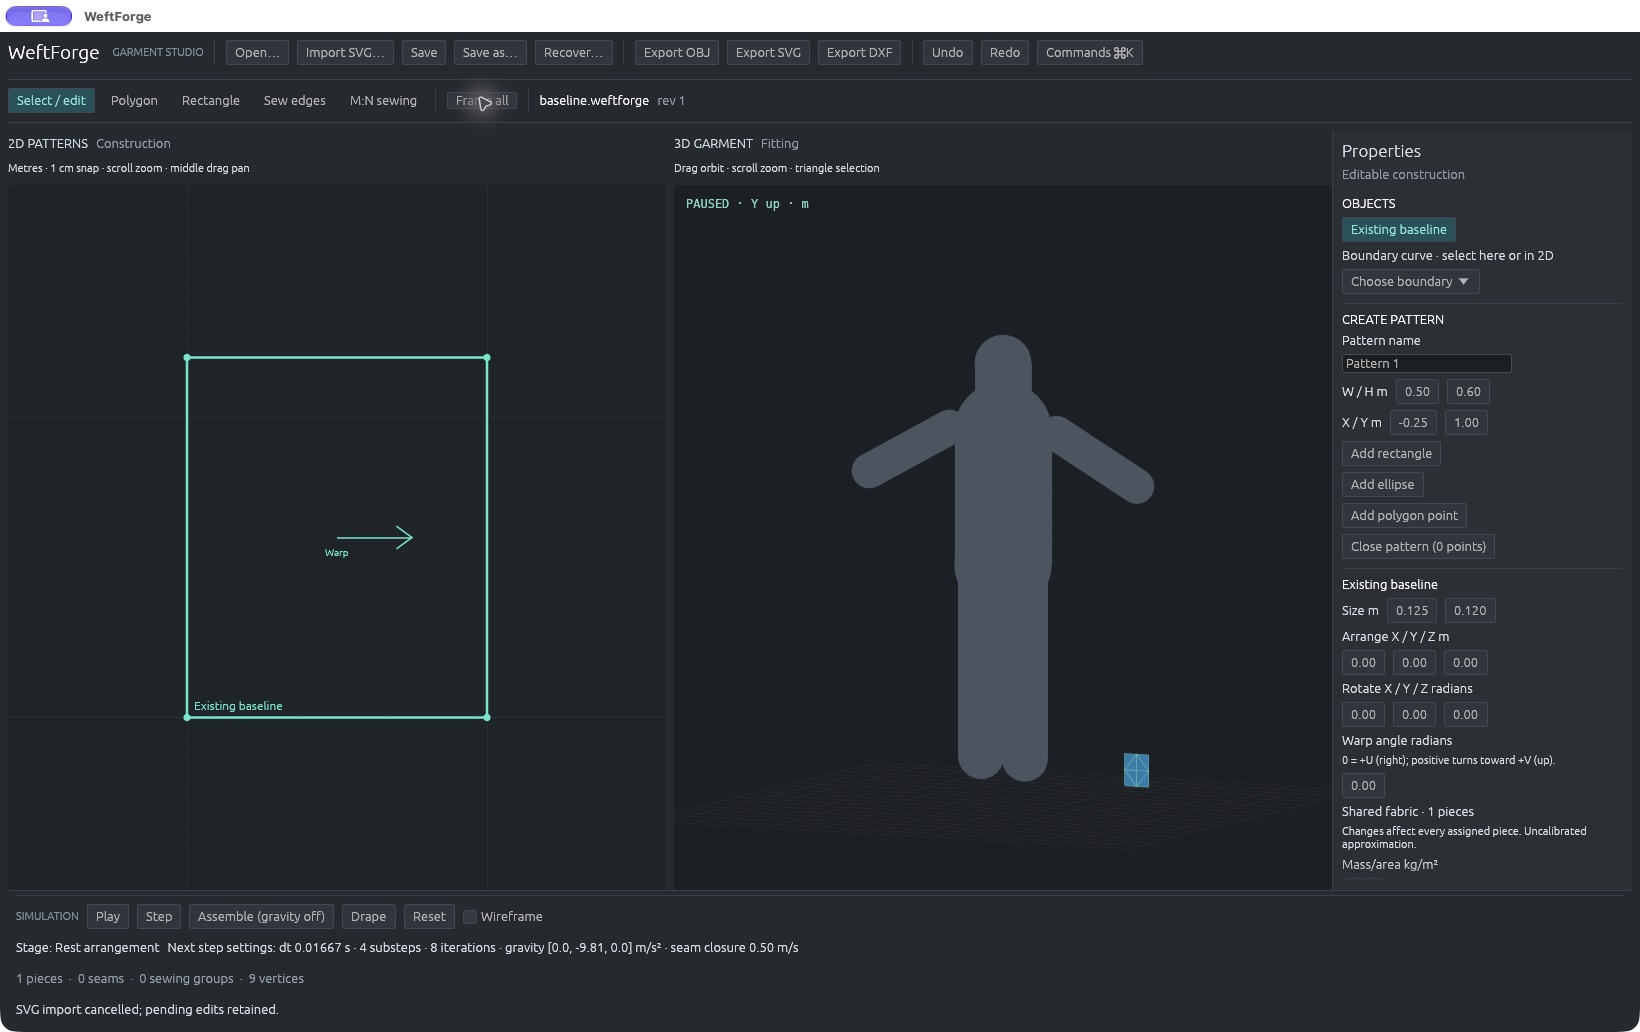 WeftForge
WeftForge GARMENT STUDIO Open... Import SVG... Save Save as... Recover... Export OBJ Export SVG Export DXF Undo Redo Commands ⌘K
Select / edit Polygon Rectangle Sew edges M:N sewing all baseline.weftforge rev 1
2D PATTERNS Construction
Metres · 1 cm snap · scroll zoom · middle drag pan
Warp
Existing baseline
3D GARMENT Fitting
Drag orbit · scroll zoom · triangle selection
PAUSED · Y up · m
Properties
Editable construction
OBJECTS
Existing baseline
Boundary curve · select here or in 2D
Choose boundary
CREATE PATTERN
Pattern name
Pattern 1
W / H m 0.50 0.60
X / Y m -0.25 1.00
Add rectangle
Add ellipse
Add polygon point
Close pattern (0 points)
Existing baseline
Size m 0.125 0.120
Arrange X / Y / Z m
0.00 0.00 0.00
Rotate X / Y / Z radians
0.00 0.00 0.00
Warp angle radians
0 = +U (right); positive turns toward +V (up).
0.00
Shared fabric · 1 pieces
Changes affect every assigned piece. Uncalibrated
approximation.
Mass/area kg/m²
SIMULATION Play Step Assemble (gravity off) Drape Reset Wireframe
Stage: Rest arrangement Next step settings: dt 0.01667 s · 4 substeps · 8 iterations · gravity [0.0, -9.81, 0.0] m/s² · seam closure 0.50 m/s
1 pieces · 0 seams · 0 sewing groups · 9 vertices
SVG import cancelled; pending edits retained.